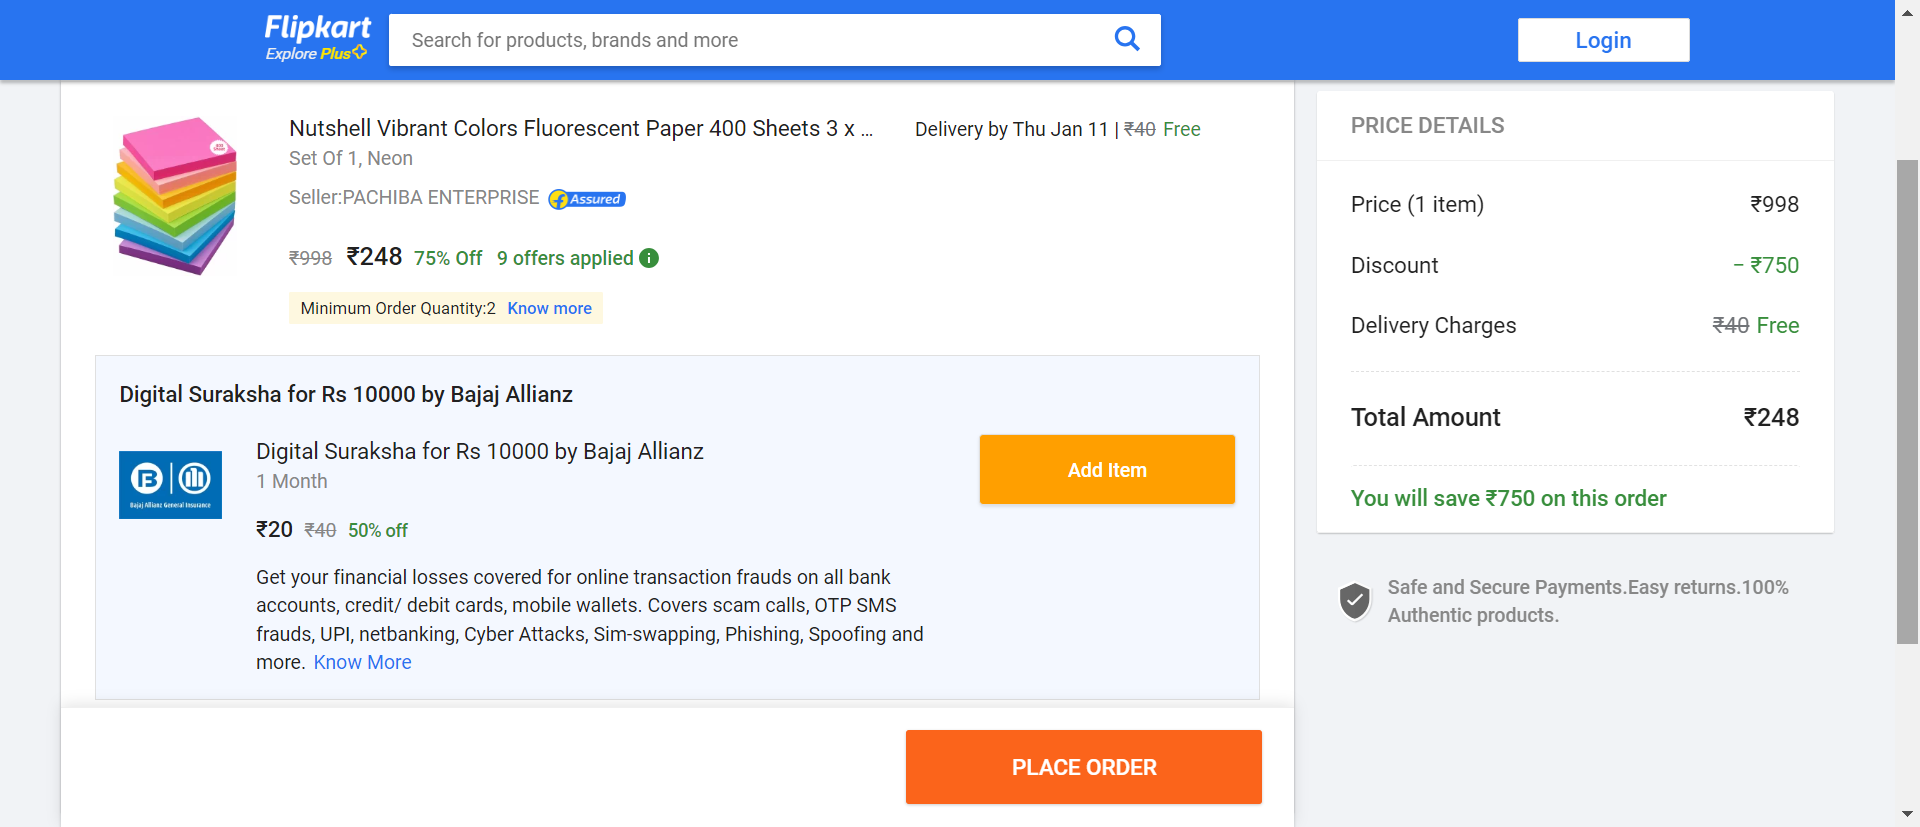 Flipkart
Explore Plus
Search for products, brands and more
Login
Nutshell Vibrant Colors Fluorescent Paper 400 Sheets 3 x ...
Set Of 1, Neon
Seller:PACHIBA ENTERPRISE
Assured
₹998 ₹248 75% Off 9 offers applied
Minimum Order Quantity:2 Know more
Delivery by Thu Jan 11 | ₹40 Free
Digital Suraksha for Rs 10000 by Bajaj Allianz
Bajaj Allianz General Insurance
Digital Suraksha for Rs 10000 by Bajaj Allianz
1 Month
₹20 ₹40 50% off
Get your financial losses covered for online transaction frauds on all bank
accounts, credit/ debit cards, mobile wallets. Covers scam calls, OTP SMS
frauds, UPI, netbanking, Cyber Attacks, Sim-swapping, Phishing, Spoofing and
more. Know More
Add Item
PLACE ORDER
PRICE DETAILS
Price (1 item) ₹998
Discount − ₹750
Delivery Charges ₹40 Free
Total Amount ₹248
You will save ₹750 on this order
Safe and Secure Payments.Easy returns.100%
Authentic products.